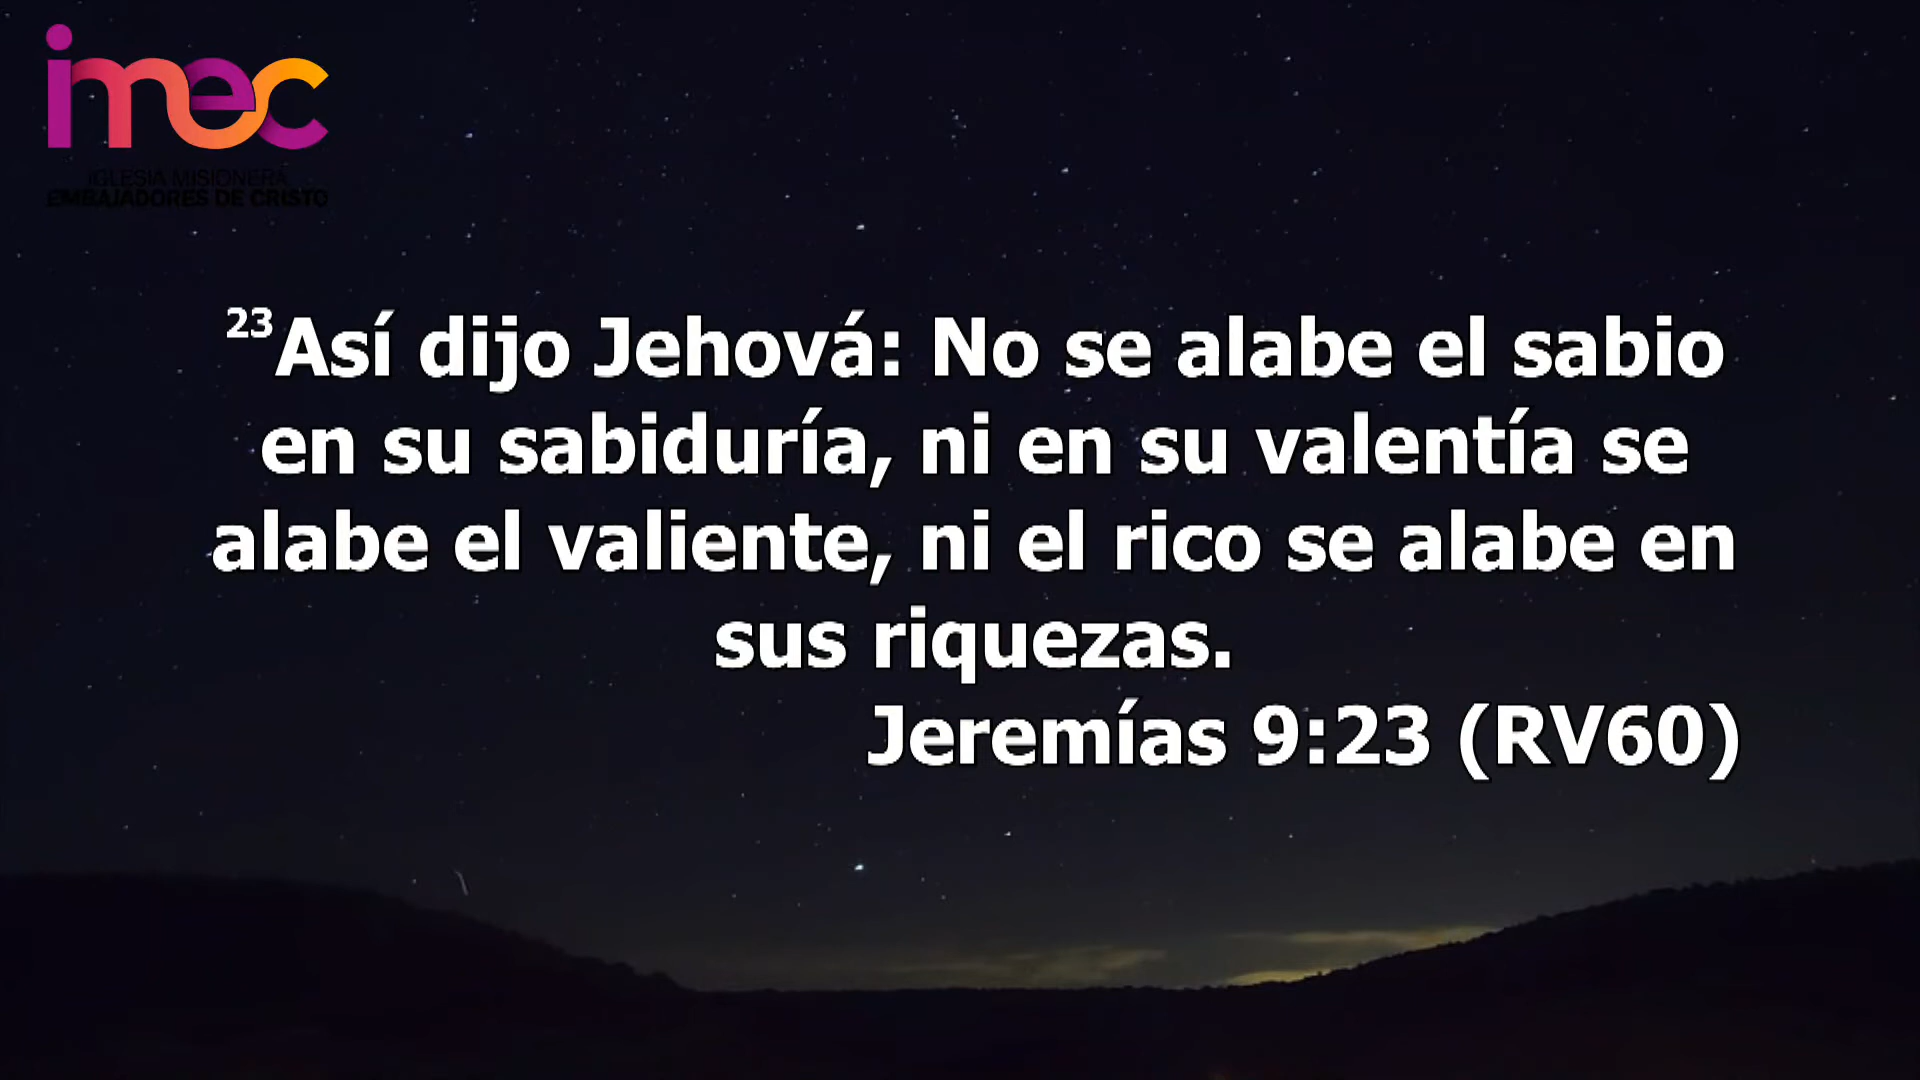 imec
IGLESIA MISIONERA
EMBAJADORES DE CRISTO
23Así dijo Jehová: No se alabe el sabio
en su sabiduría, ni en su valentía se
alabe el valiente, ni el rico se alabe en
sus riquezas.
Jeremías 9:23 (RV60)